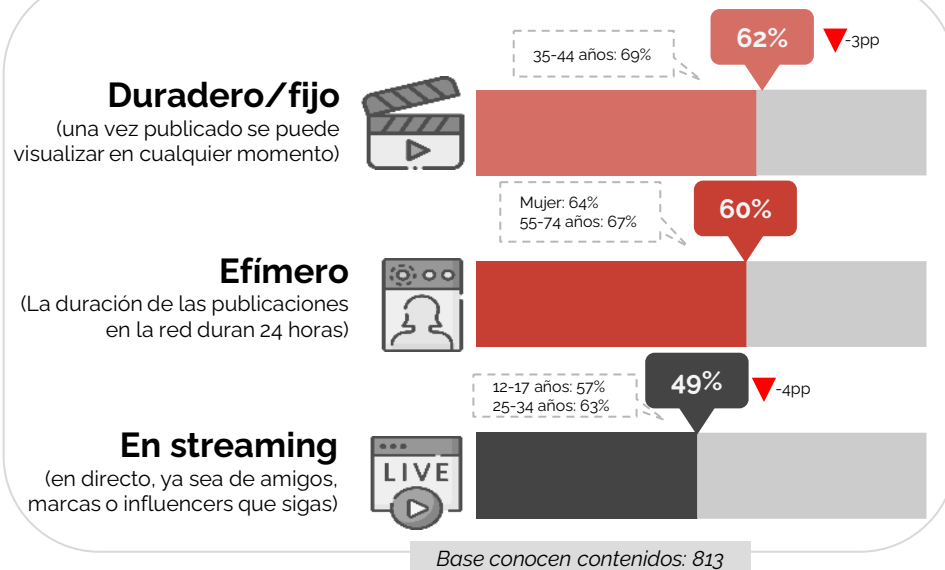 62%
-3pp
35-44 años: 69%
Duradero/fijo
(una vez publicado se puede
visualizar en cualquier momento)
60%
Mujer: 64%
55-74 años: 67%
Efímero
(La duración de las publicaciones
en la red duran 24 horas)
49%
-4pp
12-17 años: 57%
25-34 años: 63%
En streaming
(en directo, ya sea de amigos,
marcas o influencers que sigas)
LIVE
Base conocen contenidos: 813